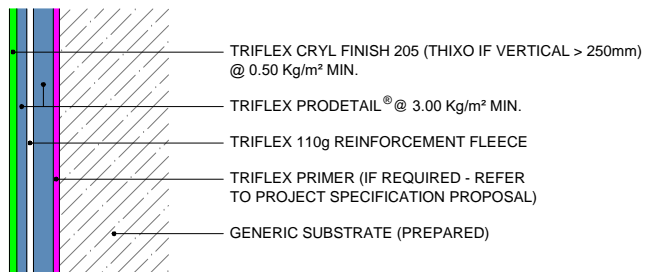 TRIFLEX CRYL FINISH 205 (THIXO IF VERTICAL > 250mm)
@ 0.50 Kg/m² MIN.
TRIFLEX PRODETAIL® @ 3.00 Kg/m² MIN.
TRIFLEX 110g REINFORCEMENT FLEECE
TRIFLEX PRIMER (IF REQUIRED - REFER
TO PROJECT SPECIFICATION PROPOSAL)
GENERIC SUBSTRATE (PREPARED)